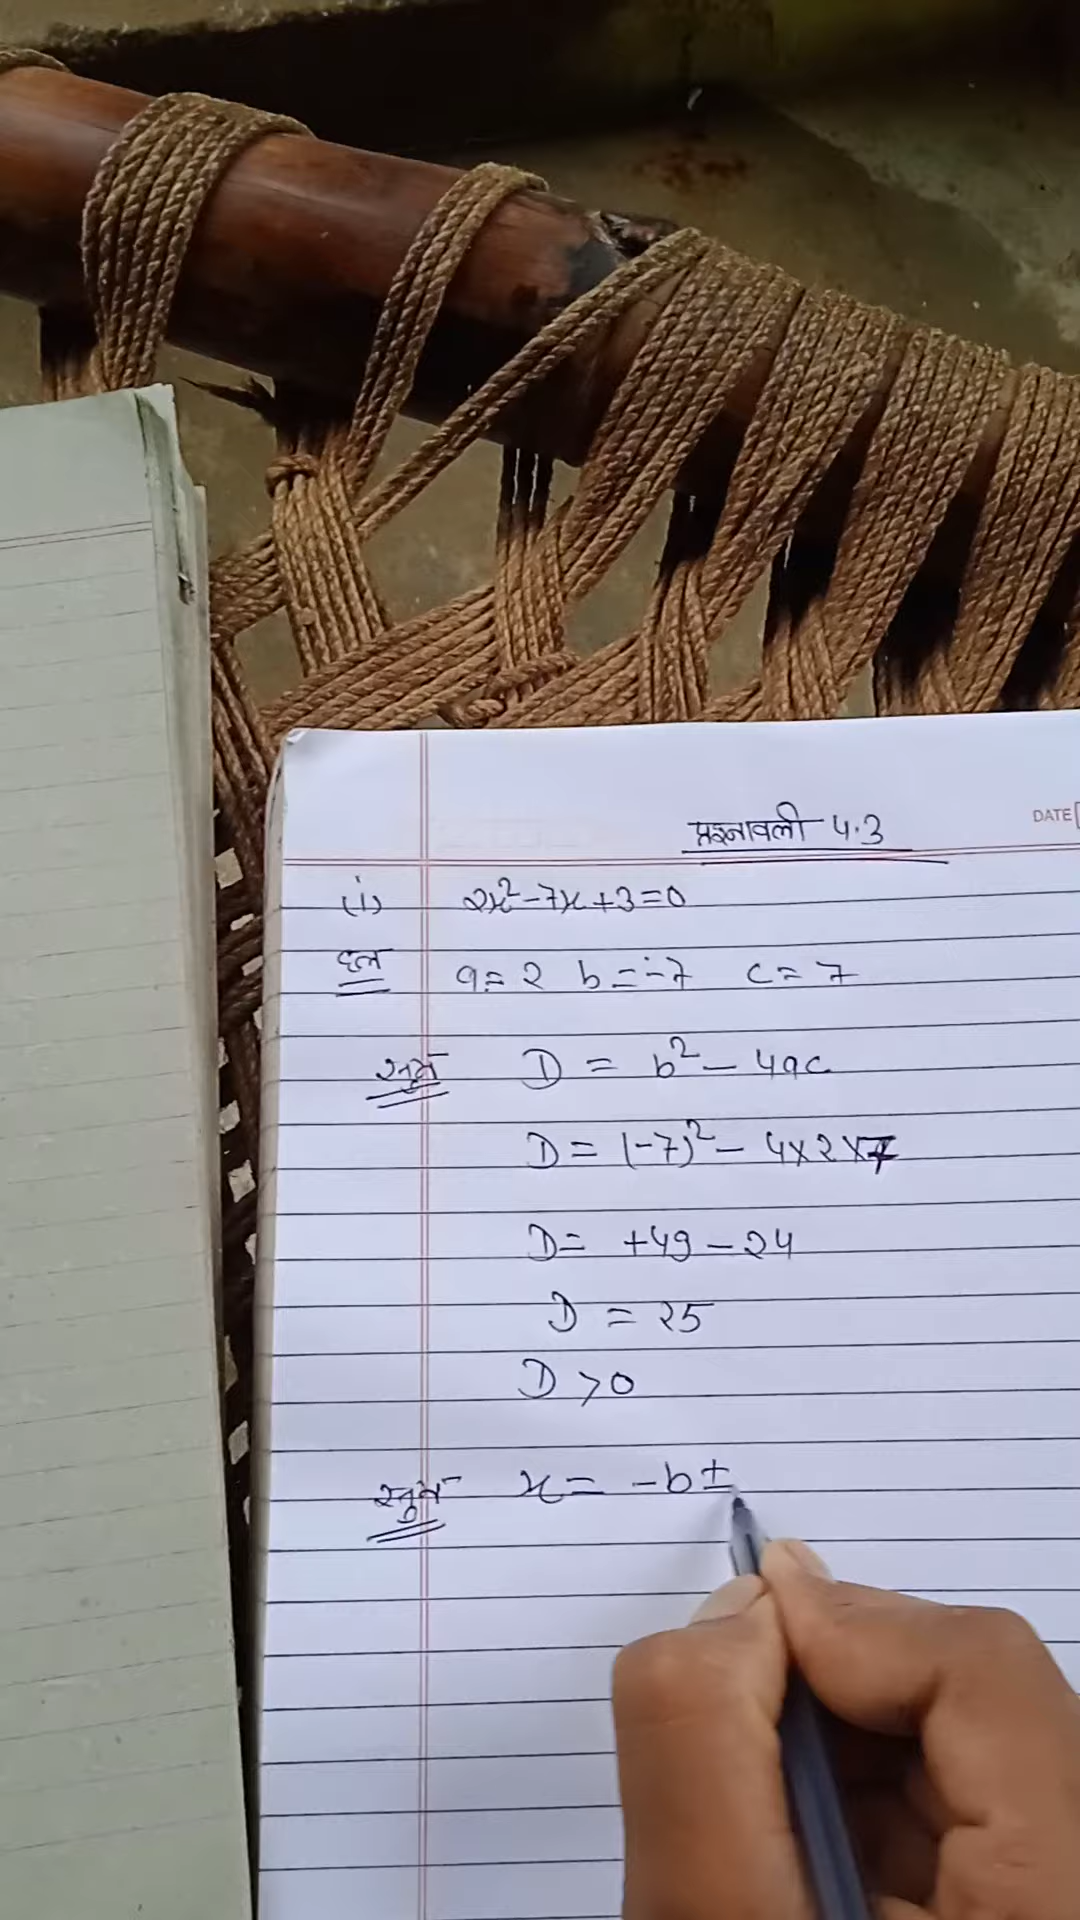 प्रश्नावली 4.3
DATE
(i) 2x²-7x+3=0
हल a=2 b=-7 c=7
सूत्र D = b² - 4ac
D = (-7)² - 4×2×7
D = +49 - 24
D = 25
D >0
सूत्र x = -b ±